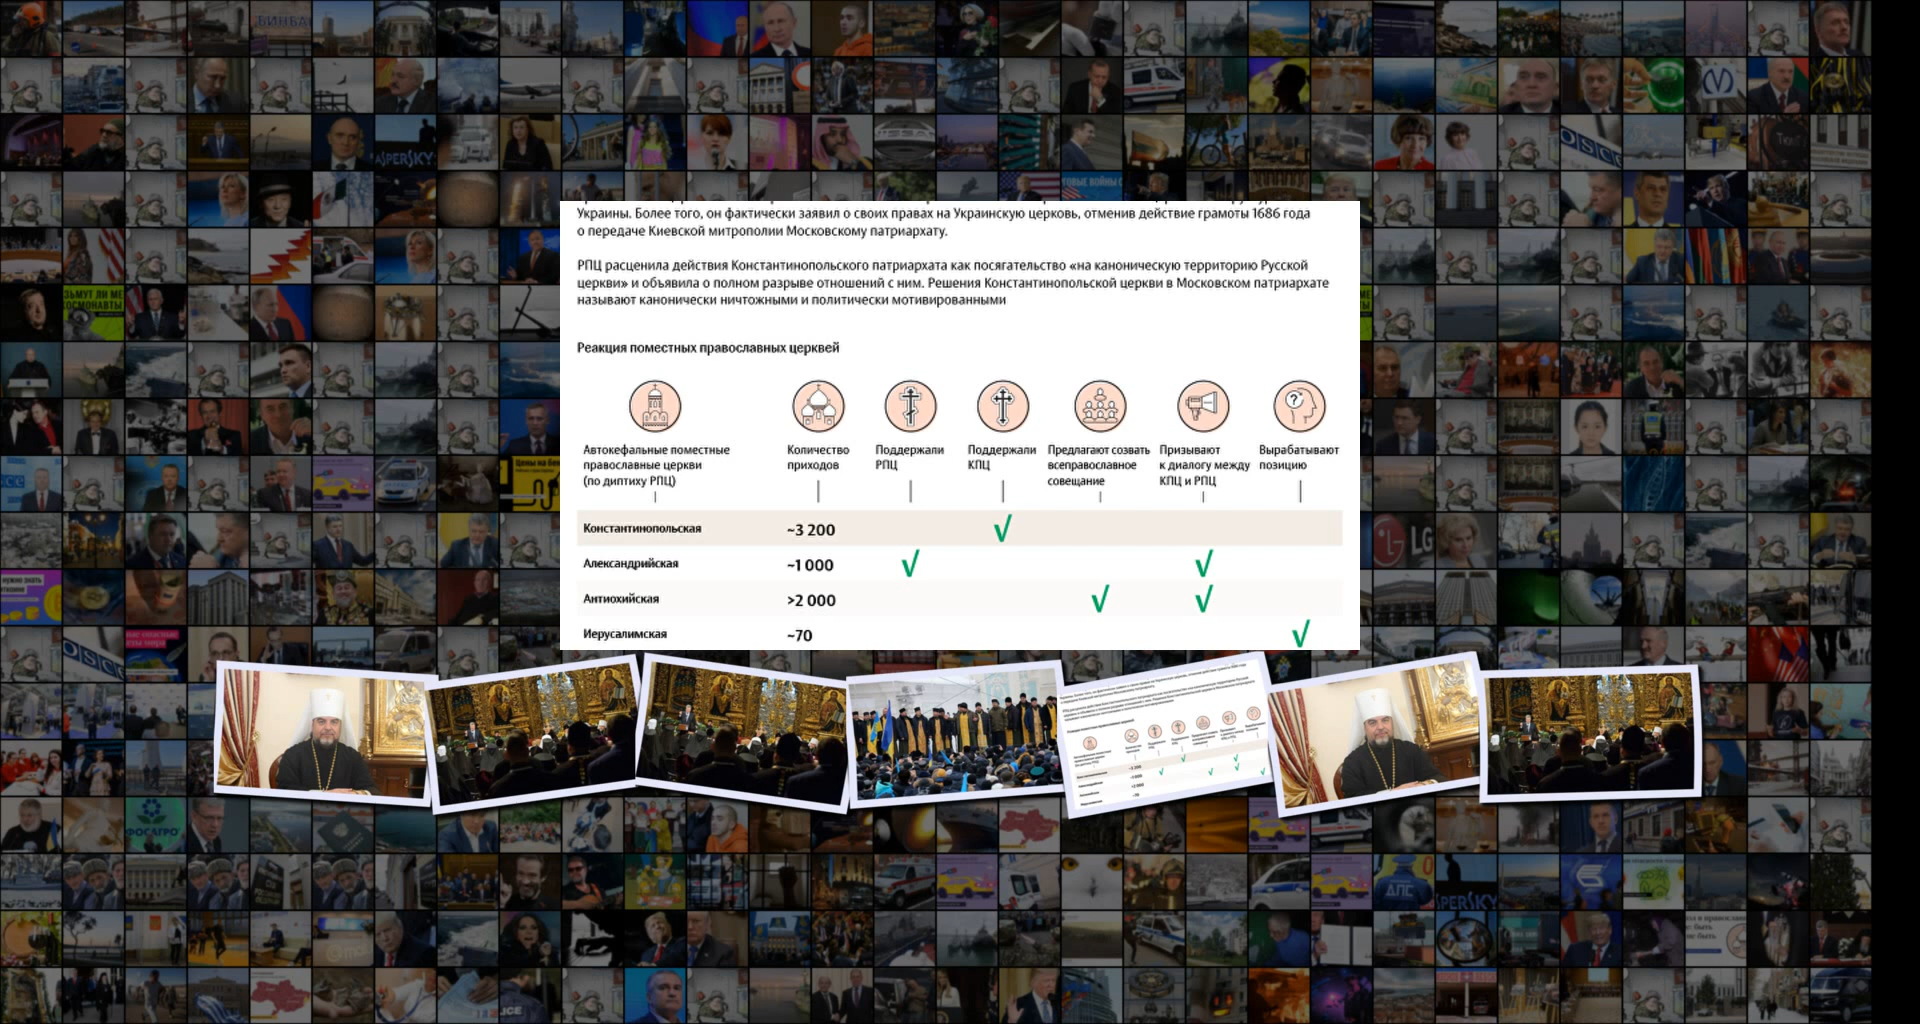 Украины. Более того, он фактически заявил о своих правах на Украинскую церковь, отменив действие грамоты 1686 года
о передаче Киевской митрополии Московскому патриархату.
РПЦ расценила действия Константинопольского патриархата как посягательство «на каноническую территорию Русской
церкви» и объявила о полном разрыве отношений с ним. Решения Константинопольской церкви в Московском патриархате
называют канонически ничтожными и политически мотивированными
Реакция поместных православных церквей
Автокефальные поместные
православные церкви
(по диптиху РПЦ)
Количество
приходов
Поддержали
РПЦ
Поддержали
КПЦ
Предлагают созвать
всеправославное
совещание
Призывают
к диалогу между
КПЦ и РПЦ
Вырабатывают
позицию
Константинопольская ~3 200 √
Александрийская ~1 000 √ √
Антиохийская >2 000 √ √
Иерусалимская ~70 √
OSCE
LG
ФОСАГРО
ДПС